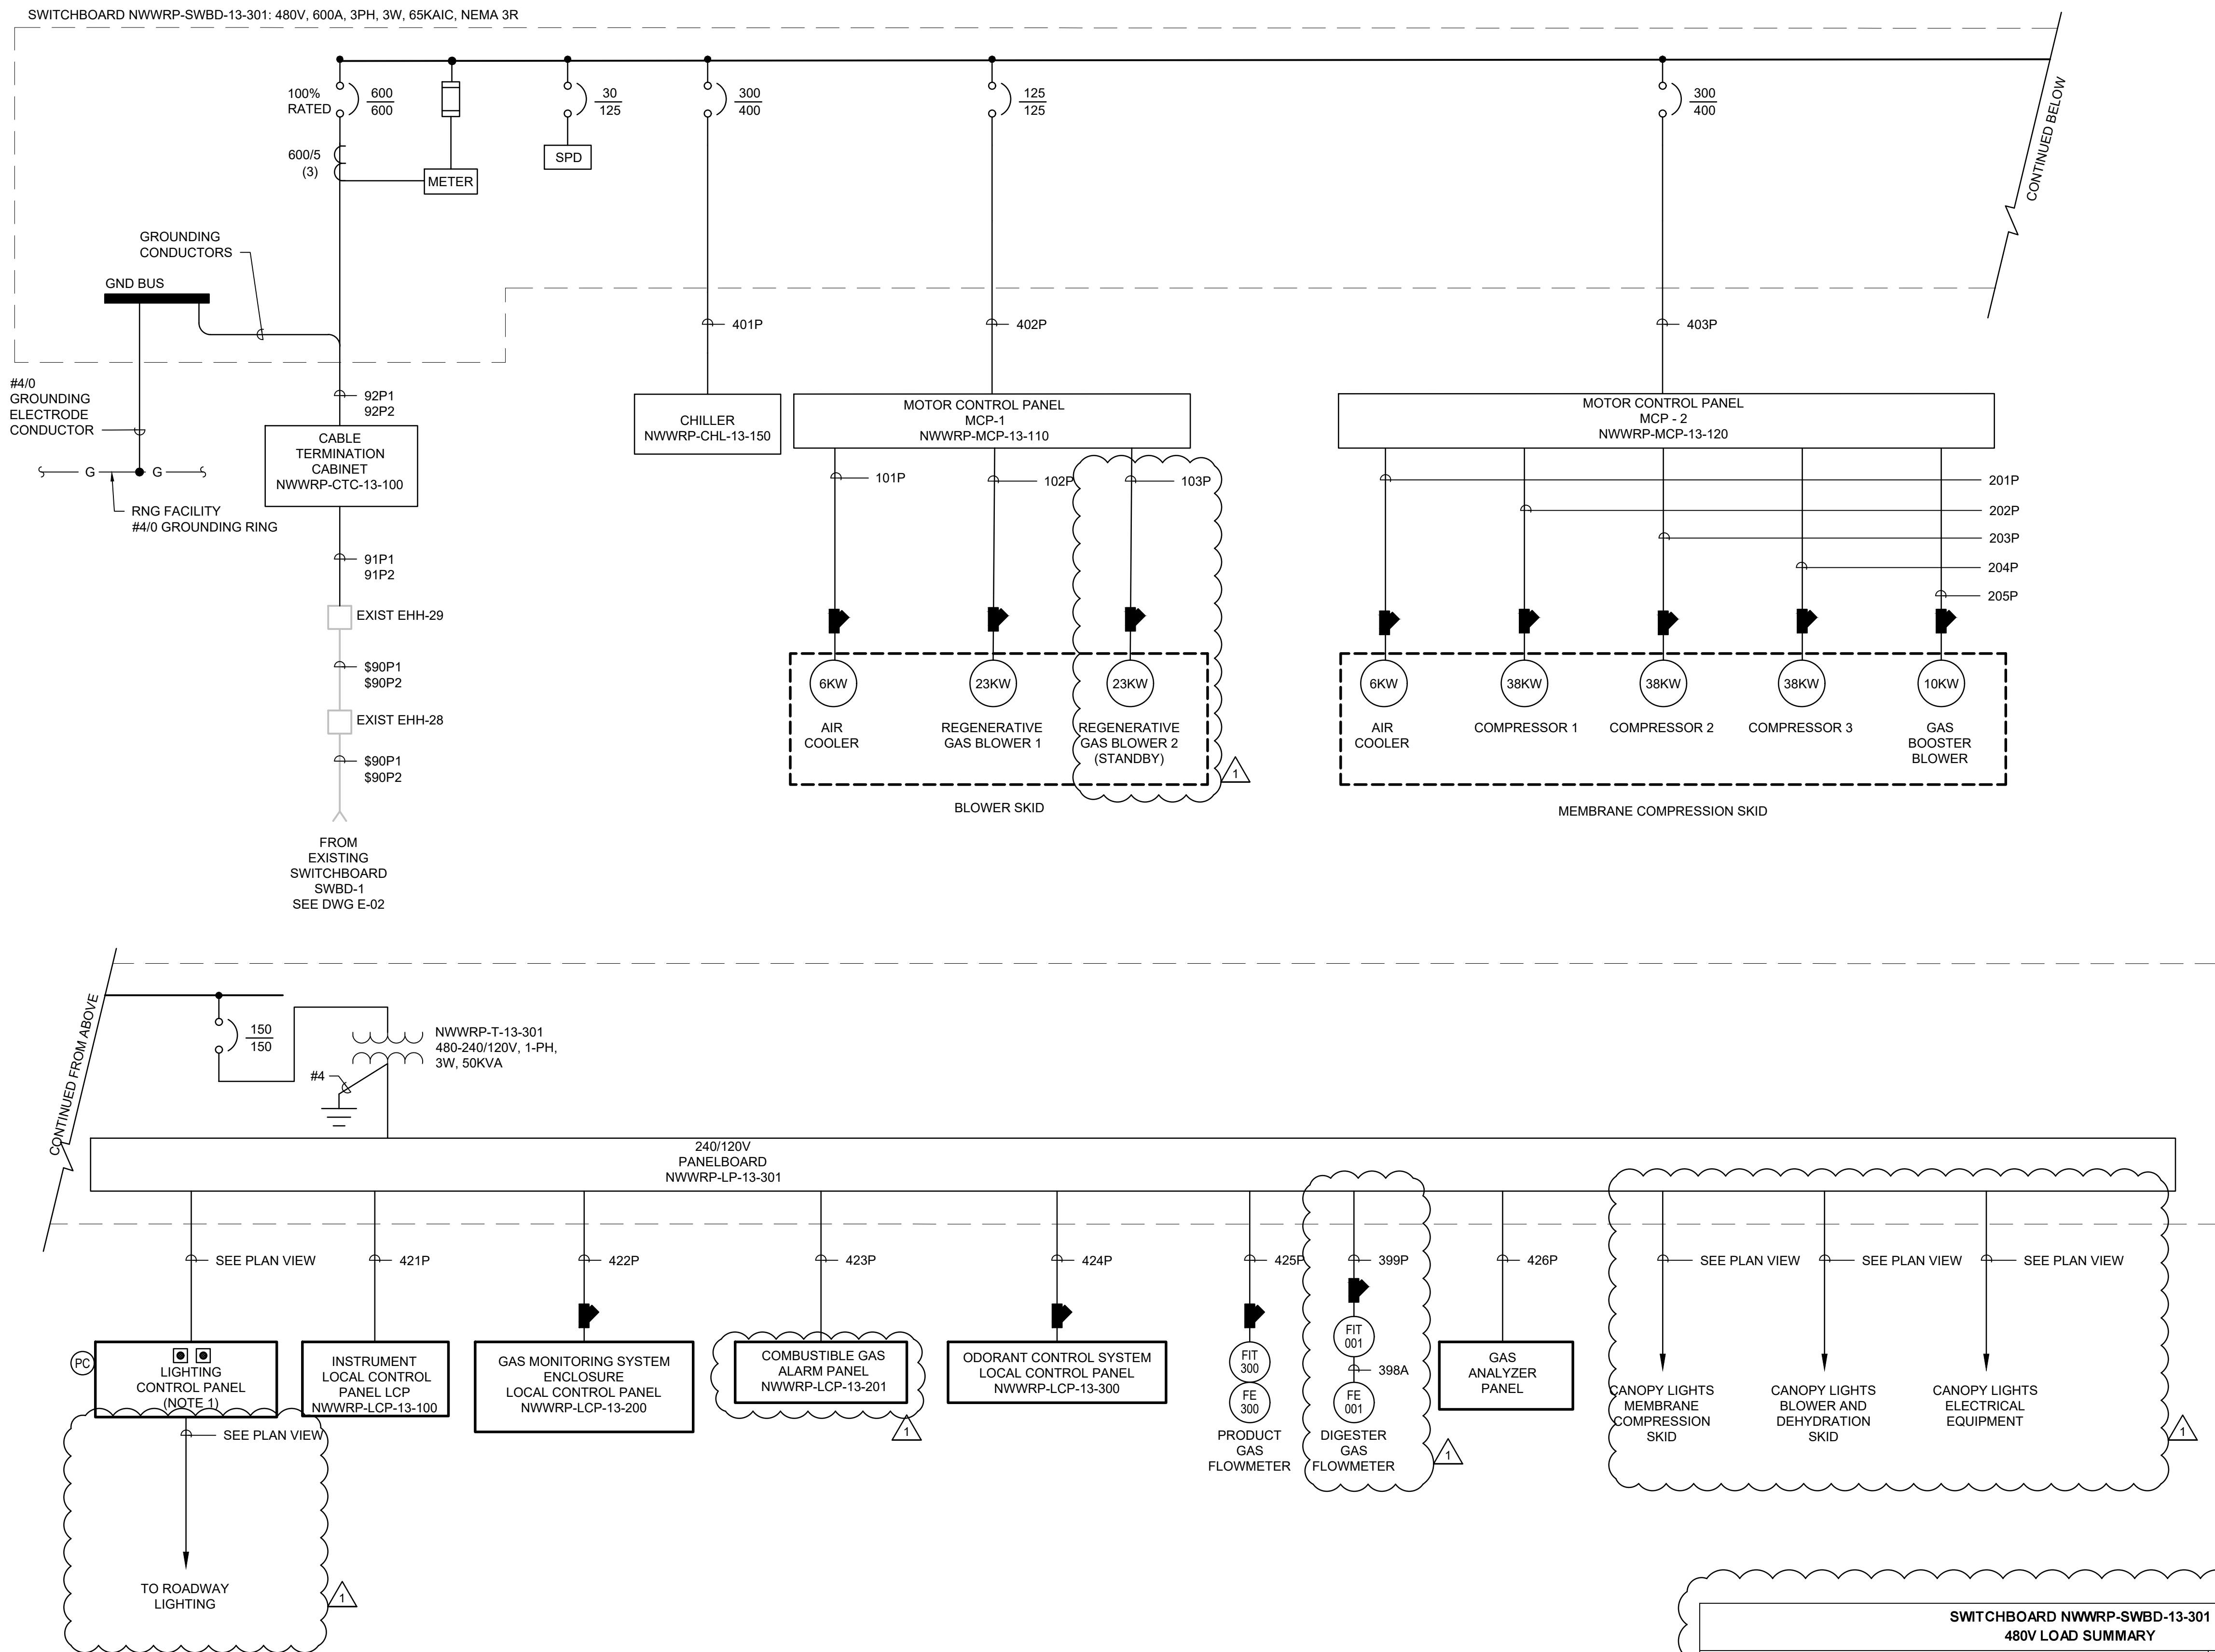 SWITCHBOARD NWWRP-SWBD-13-301: 480V, 600A, 3PH, 3W, 65KAIC, NEMA 3R
100%
RATED
600
600
30
125
300
400
125
125
300
400
600/5
(3)
METER
SPD
CONTINUED BELOW
GROUNDING
CONDUCTORS
GND BUS
401P
402P
403P
#4/0
GROUNDING
ELECTRODE
CONDUCTOR
92P1
92P2
CABLE
TERMINATION
CABINET
NWWRP-CTC-13-100
CHILLER
NWWRP-CHL-13-150
MOTOR CONTROL PANEL
MCP-1
NWWRP-MCP-13-110
MOTOR CONTROL PANEL
MCP - 2
NWWRP-MCP-13-120
G
G
RNG FACILITY
#4/0 GROUNDING RING
101P
102P
103P
201P
202P
203P
204P
205P
91P1
91P2
EXIST EHH-29
$90P1
$90P2
EXIST EHH-28
$90P1
$90P2
FROM
EXISTING
SWITCHBOARD
SWBD-1
SEE DWG E-02
6KW
23KW
23KW
AIR
COOLER
REGENERATIVE
GAS BLOWER 1
REGENERATIVE
GAS BLOWER 2
(STANDBY)
1
BLOWER SKID
6KW
38KW
38KW
38KW
10KW
AIR
COOLER
COMPRESSOR 1
COMPRESSOR 2
COMPRESSOR 3
GAS
BOOSTER
BLOWER
MEMBRANE COMPRESSION SKID
CONTINUED FROM ABOVE
150
150
NWWRP-T-13-301
480-240/120V, 1-PH,
3W, 50KVA
#4
240/120V
PANELBOARD
NWWRP-LP-13-301
SEE PLAN VIEW
421P
422P
423P
424P
425P
399P
426P
SEE PLAN VIEW
SEE PLAN VIEW
SEE PLAN VIEW
PC
LIGHTING
CONTROL PANEL
(NOTE 1)
INSTRUMENT
LOCAL CONTROL
PANEL LCP
NWWRP-LCP-13-100
GAS MONITORING SYSTEM
ENCLOSURE
LOCAL CONTROL PANEL
NWWRP-LCP-13-200
COMBUSTIBLE GAS
ALARM PANEL
NWWRP-LCP-13-201
1
ODORANT CONTROL SYSTEM
LOCAL CONTROL PANEL
NWWRP-LCP-13-300
FIT
300
FE
300
PRODUCT
GAS
FLOWMETER
FIT
001
398A
FE
001
DIGESTER
GAS
FLOWMETER
1
GAS
ANALYZER
PANEL
CANOPY LIGHTS
MEMBRANE
COMPRESSION
SKID
CANOPY LIGHTS
BLOWER AND
DEHYDRATION
SKID
CANOPY LIGHTS
ELECTRICAL
EQUIPMENT
1
SEE PLAN VIEW
TO ROADWAY
LIGHTING
1
SWITCHBOARD NWWRP-SWBD-13-301
480V LOAD SUMMARY